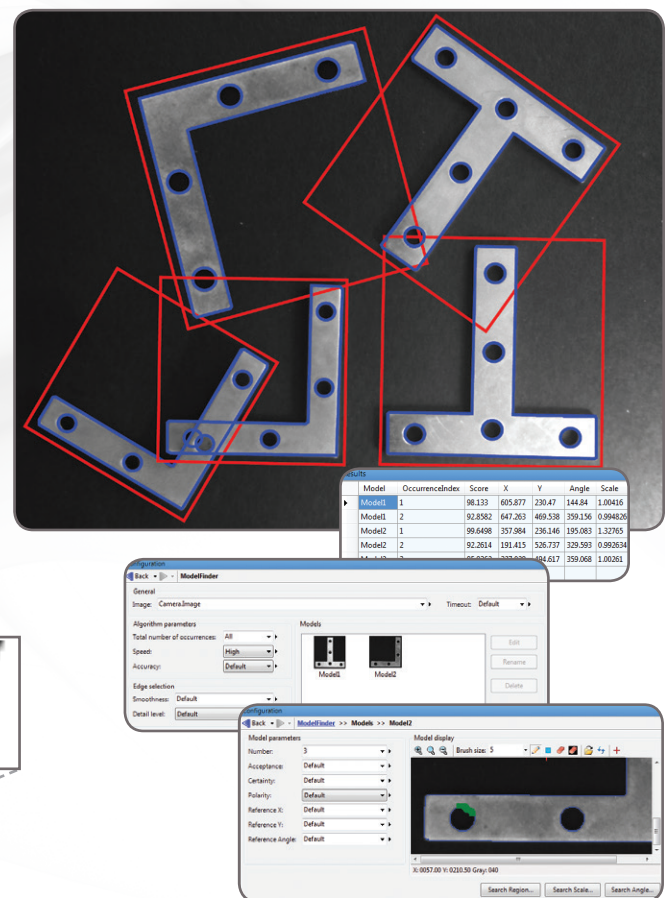 Results
Model OccurrenceIndex Score X Y Angle Scale
Model1 1 98.133 605.877 230.47 144.84 1.00416
Model1 2 92.8582 647.263 469.538 359.156 0.994826
Model2 1 99.6498 357.984 236.146 195.083 1.32765
Model2 2 92.2614 191.415 526.737 329.593 0.992634
359.068 1.00261
Configuration
Back ModelFinder
General
Image: Camera.Image Timeout: Default
Algorithm parameters Models
Total number of occurrences: All
Speed: High
Accuracy: Default
Edit
Rename
Delete
Model1 Model2
Edge selection
Smoothness: Default
Detail level: Default
Configuration
Back ModelFinder >> Models >> Model2
Model parameters Model display
Number: 3
Brush size: 5
Acceptance: Default
Certainty: Default
Polarity: Default
Reference X: Default
Reference Y: Default
Reference Angle: Default
X: 0057.00 Y: 0210.50 Gray: 040
Search Region... Search Scale... Search Angle...